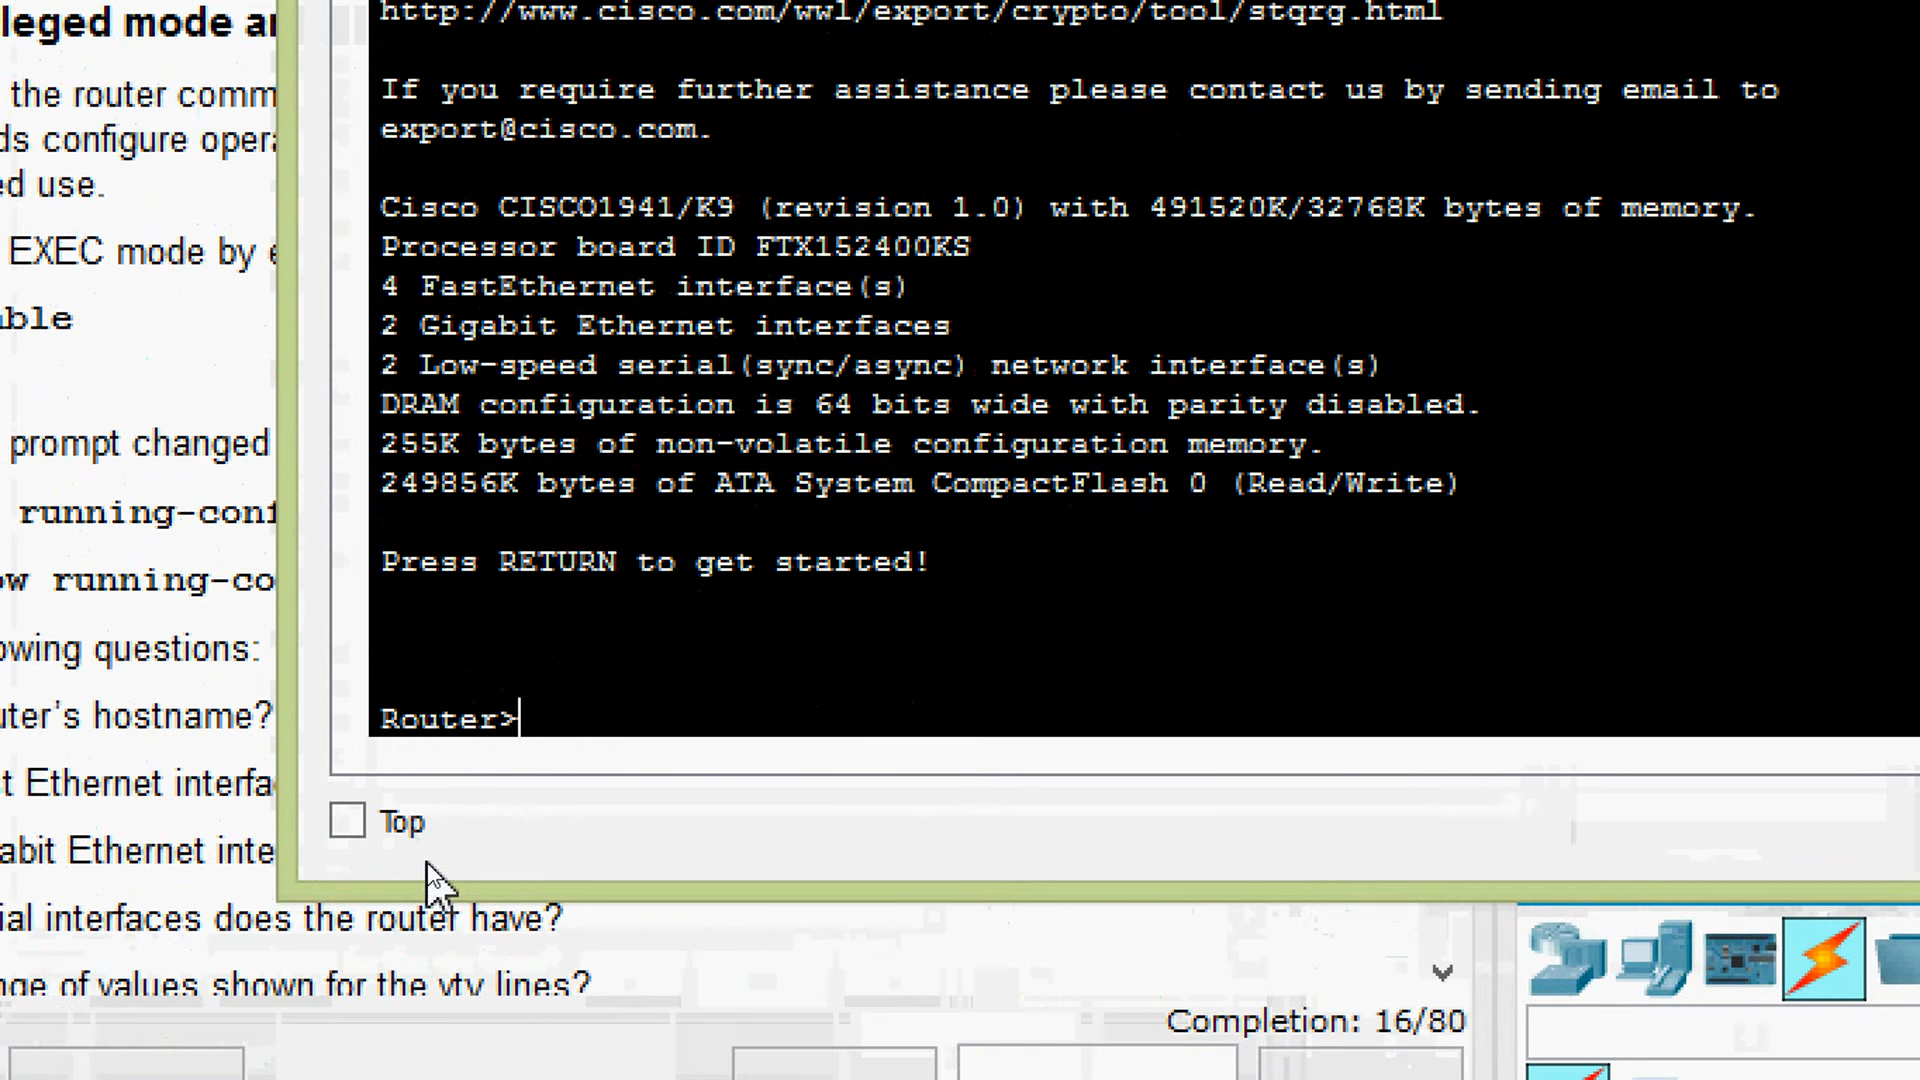 leged mode a
the router comm
ds configure oper
ed use.
EXEC mode by e
able
prompt changed
running-conf
ow running-co
owing questions:
uter's hostname?
t Ethernet interfa
abit Ethernet inte
ial interfaces does the router have?
nge of values shown for the vty lines?
http://www.cisco.com/wwl/export/crypto/tool/stqrg.html
If you require further assistance please contact us by sending email to
export@cisco.com.
Cisco CISCO1941/K9 (revision 1.0) with 491520K/32768K bytes of memory.
Processor board ID FTX152400KS
4 FastEthernet interface(s)
2 Gigabit Ethernet interfaces
2 Low-speed serial(sync/async) network interface(s)
DRAM configuration is 64 bits wide with parity disabled.
255K bytes of non-volatile configuration memory.
249856K bytes of ATA System CompactFlash 0 (Read/Write)
Press RETURN to get started!
Router>
Top
Completion: 16/80